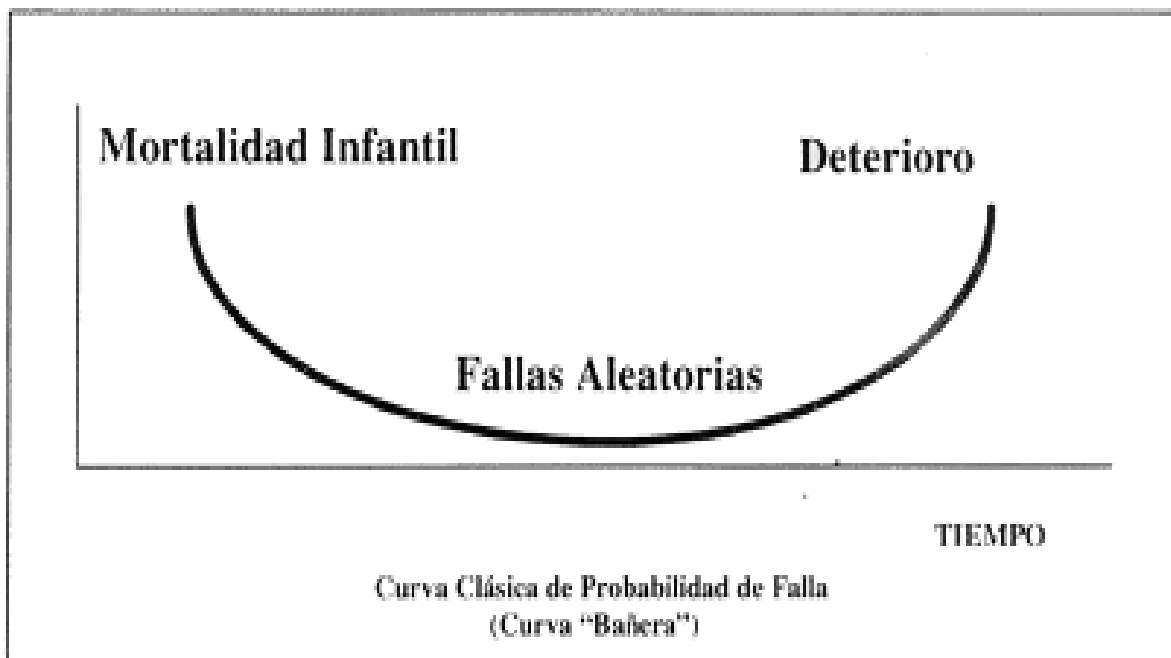 Mortalidad Infantil
Deterioro
Fallas Aleatorias
TIEMPO
Curva Clásica de Probabilidad de Falla
(Curva “Bañera”)